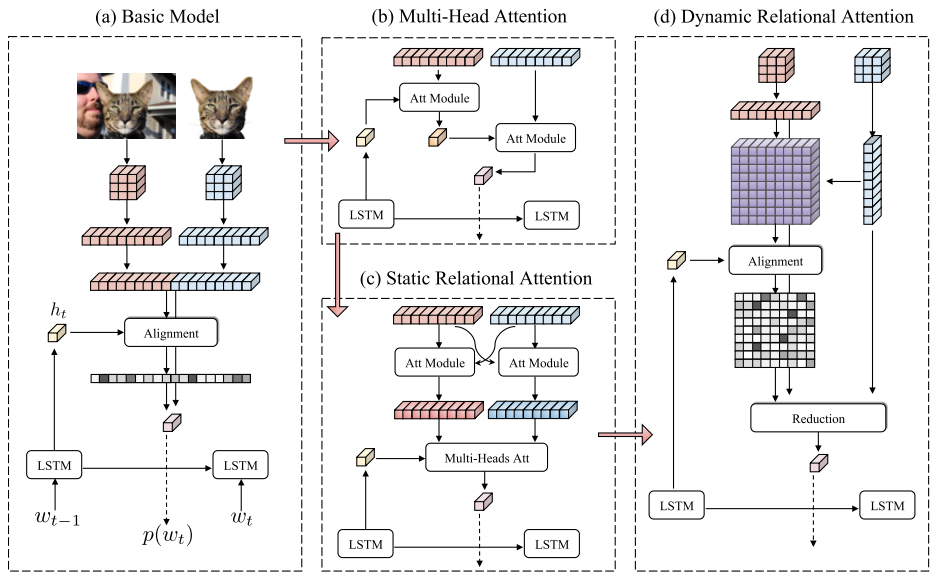 (a) Basic Model
h_t
Alignment
LSTM
LSTM
w_{t-1}
w_t
p(w_t)
(b) Multi-Head Attention
Att Module
Att Module
LSTM
LSTM
(c) Static Relational Attention
Att Module
Att Module
Multi-Heads Att
LSTM
LSTM
(d) Dynamic Relational Attention
Alignment
Reduction
LSTM
LSTM